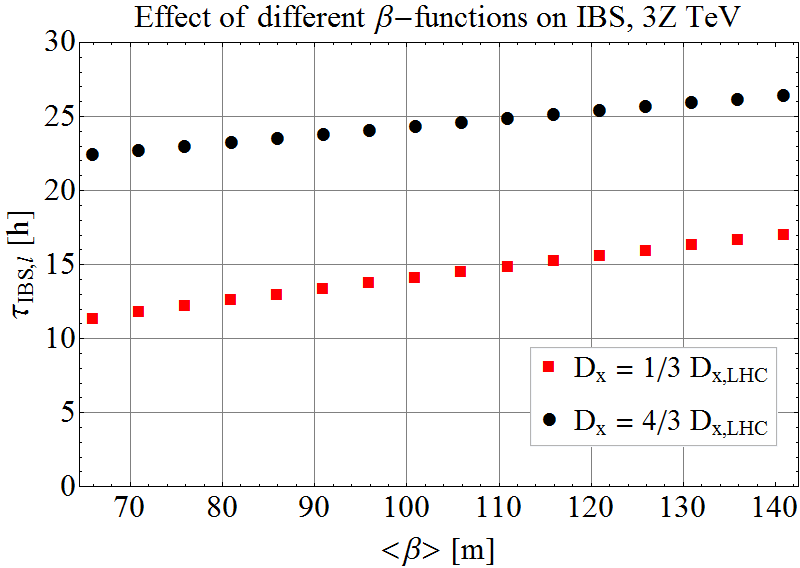 Effect of different β−functions on IBS, 3Z TeV
30
25
20
15
10
5
0
τIBS,l [h]
Dx = 1/3 Dx,LHC
Dx = 4/3 Dx,LHC
70 80 90 100 110 120 130 140
<β> [m]